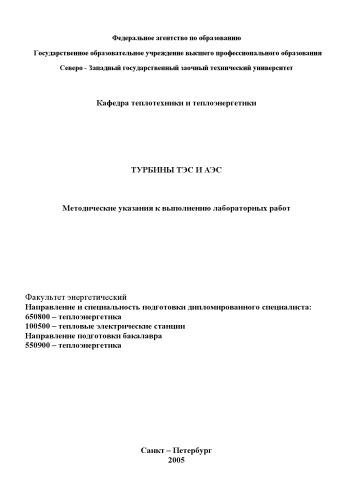 Федеральное агентство по образованию
Государственное образовательное учреждение высшего профессионального образования
Северо - Западный государственный заочный технический университет
Кафедра теплотехники и теплоэнергетики
ТУРБИНЫ ТЭС И АЭС
Методические указания к выполнению лабораторных работ
Факультет энергетический
Направление и специальность подготовки дипломированного специалиста:
650800 – теплоэнергетика
100500 – тепловые электрические станции
Направление подготовки бакалавра
550900 – теплоэнергетика
Санкт – Петербург
2005